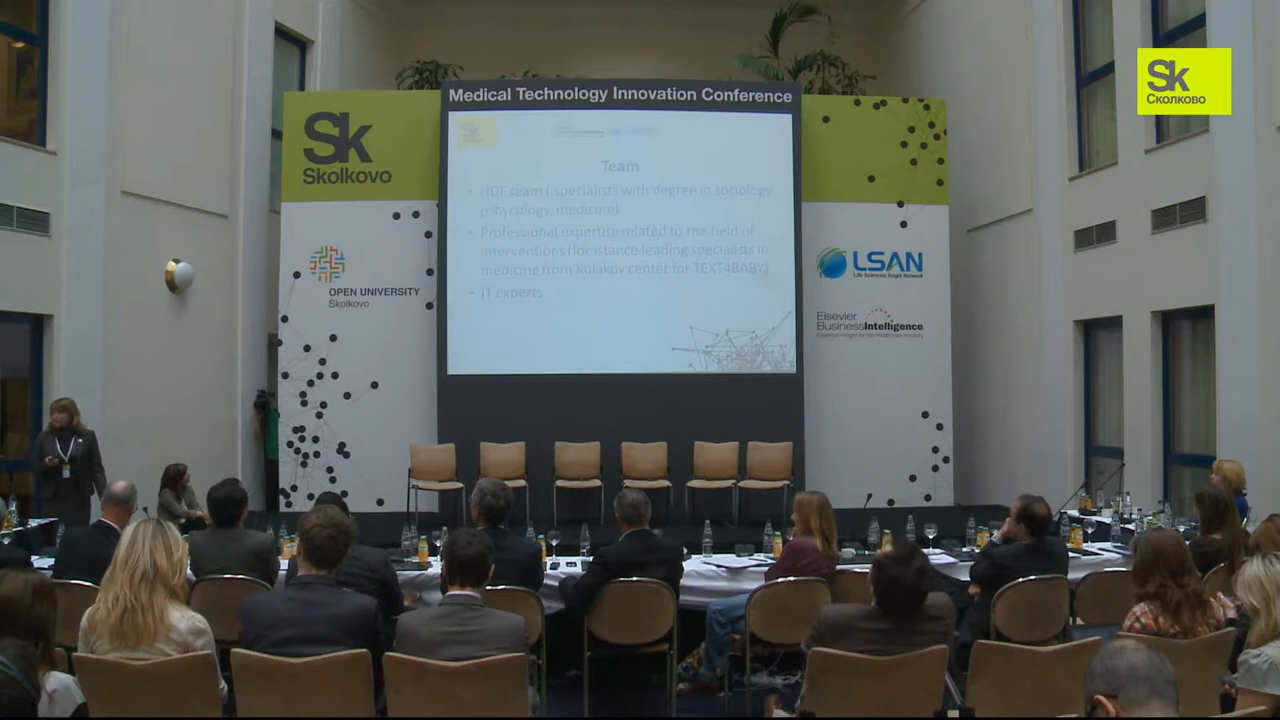 Medical Technology Innovation Conference
Sk
Skolkovo
Sk
Team
• HDF team ( specialists with degree in sociology,
pshycology, medicine)
• Professional expertise related to the field of
interventions (for istance leading specialists in
medicine from Kulakov center for TEXT4BABY)
• IT experts
OPEN UNIVERSITY
Skolkovo
LSAN
Life Sciences Angel Network
Elsevier
Business Intelligence
Sk
Сколково